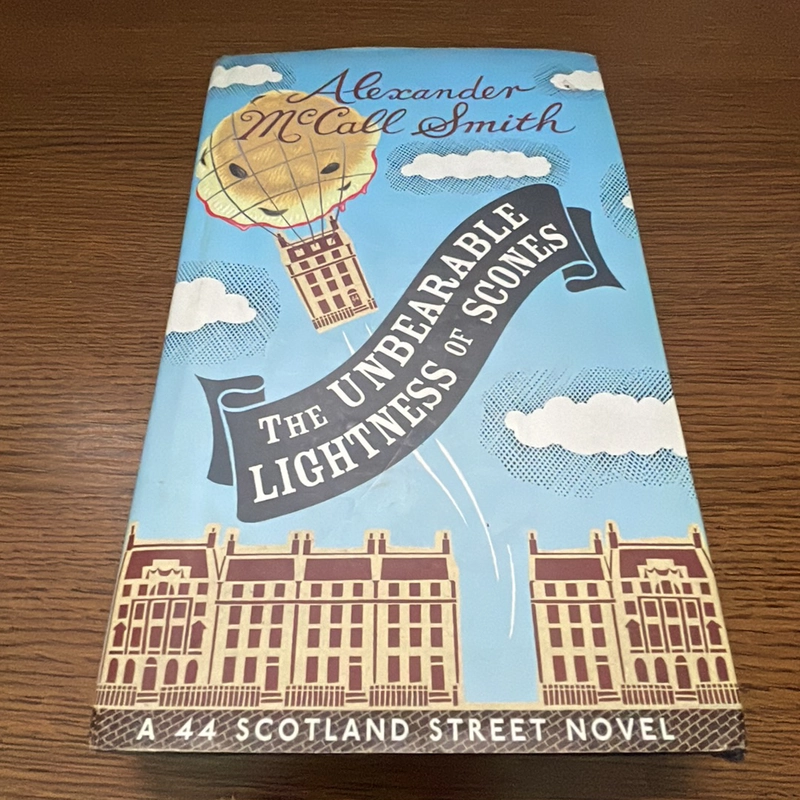 Alexander
McCall Smith
THE UNBEARABLE
LIGHTNESS OF SCONES
A 44 SCOTLAND STREET NOVEL